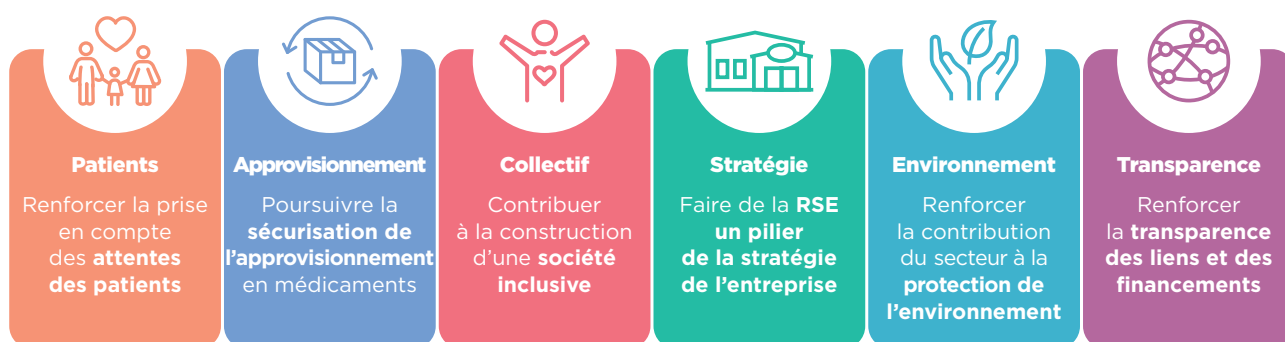 Patients
Renforcer la prise
en compte
des attentes
des patients
Approvisionnement
Poursuivre la
sécurisation de
l’approvisionnement
en médicaments
Collectif
Contribuer
à la construction
d’une société
inclusive
Stratégie
Faire de la RSE
un pilier
de la stratégie
de l’entreprise
Environnement
Renforcer
la contribution
du secteur à la
protection de
l’environnement
Transparence
Renforcer
la transparence
des liens et des
financements